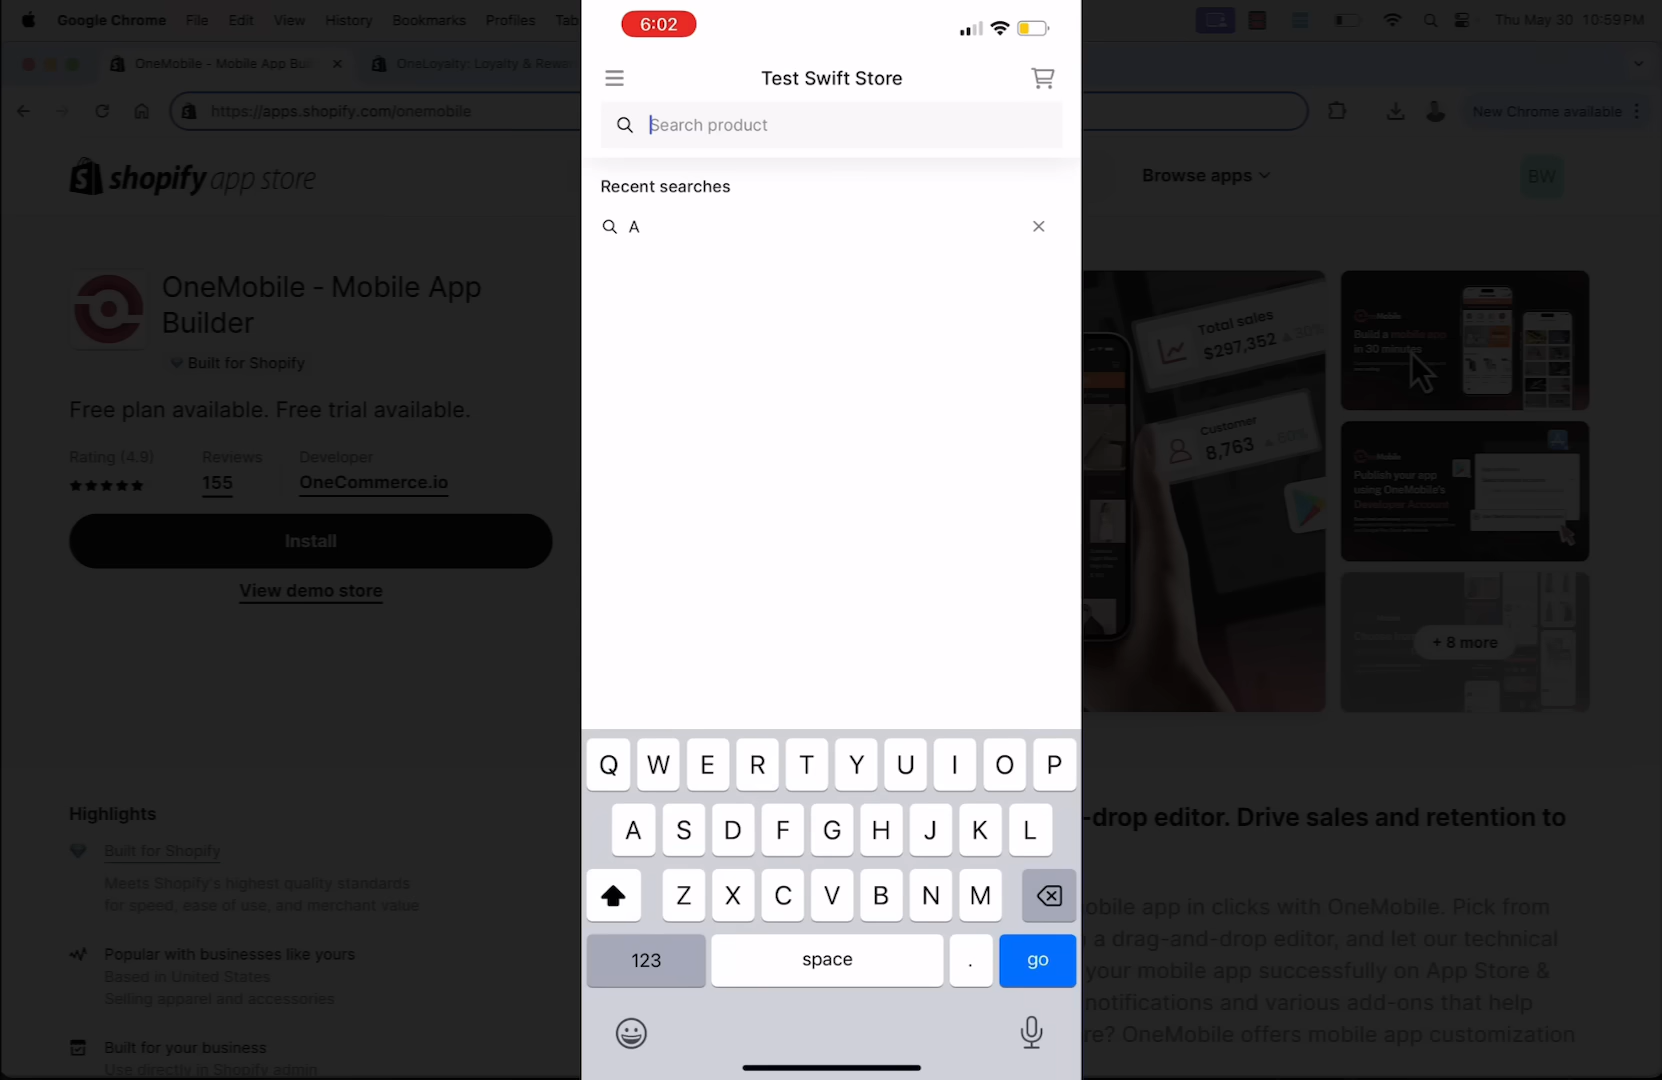 Google Chrome File Edit View History Bookmarks Profiles Tab
Thu May 30 10:59 PM
6:02
OneMobile - Mobile App Buil
OneLoyalty: Loyalty & Rewa
https://apps.shopify.com/onemobile
New Chrome available
Test Swift Store
Search product
Recent searches
A
shopify app store
Browse apps
BW
OneMobile - Mobile App
Builder
Built for Shopify
Free plan available. Free trial available.
Rating (4.9)
Reviews
155
Developer
OneCommerce.io
Install
View demo store
Total sales
$297,352 30%
Customer
8,763 60%
Build a mobile app
in 30 minutes
Publish your app
using OneMobile's
Developer Account
+ 8 more
Highlights
Built for Shopify
Meets Shopify's highest quality standards
for speed, ease of use, and merchant value
Popular with businesses like yours
Based in United States
Selling apparel and accessories
Built for your business
Use directly in Shopify admin
-drop editor. Drive sales and retention to
obile app in clicks with OneMobile. Pick from
a drag-and-drop editor, and let our technical
your mobile app successfully on App Store &
notifications and various add-ons that help
re? OneMobile offers mobile app customization
Q W E R T Y U I O P
A S D F G H J K L
Z X C V B N M
123 space . go